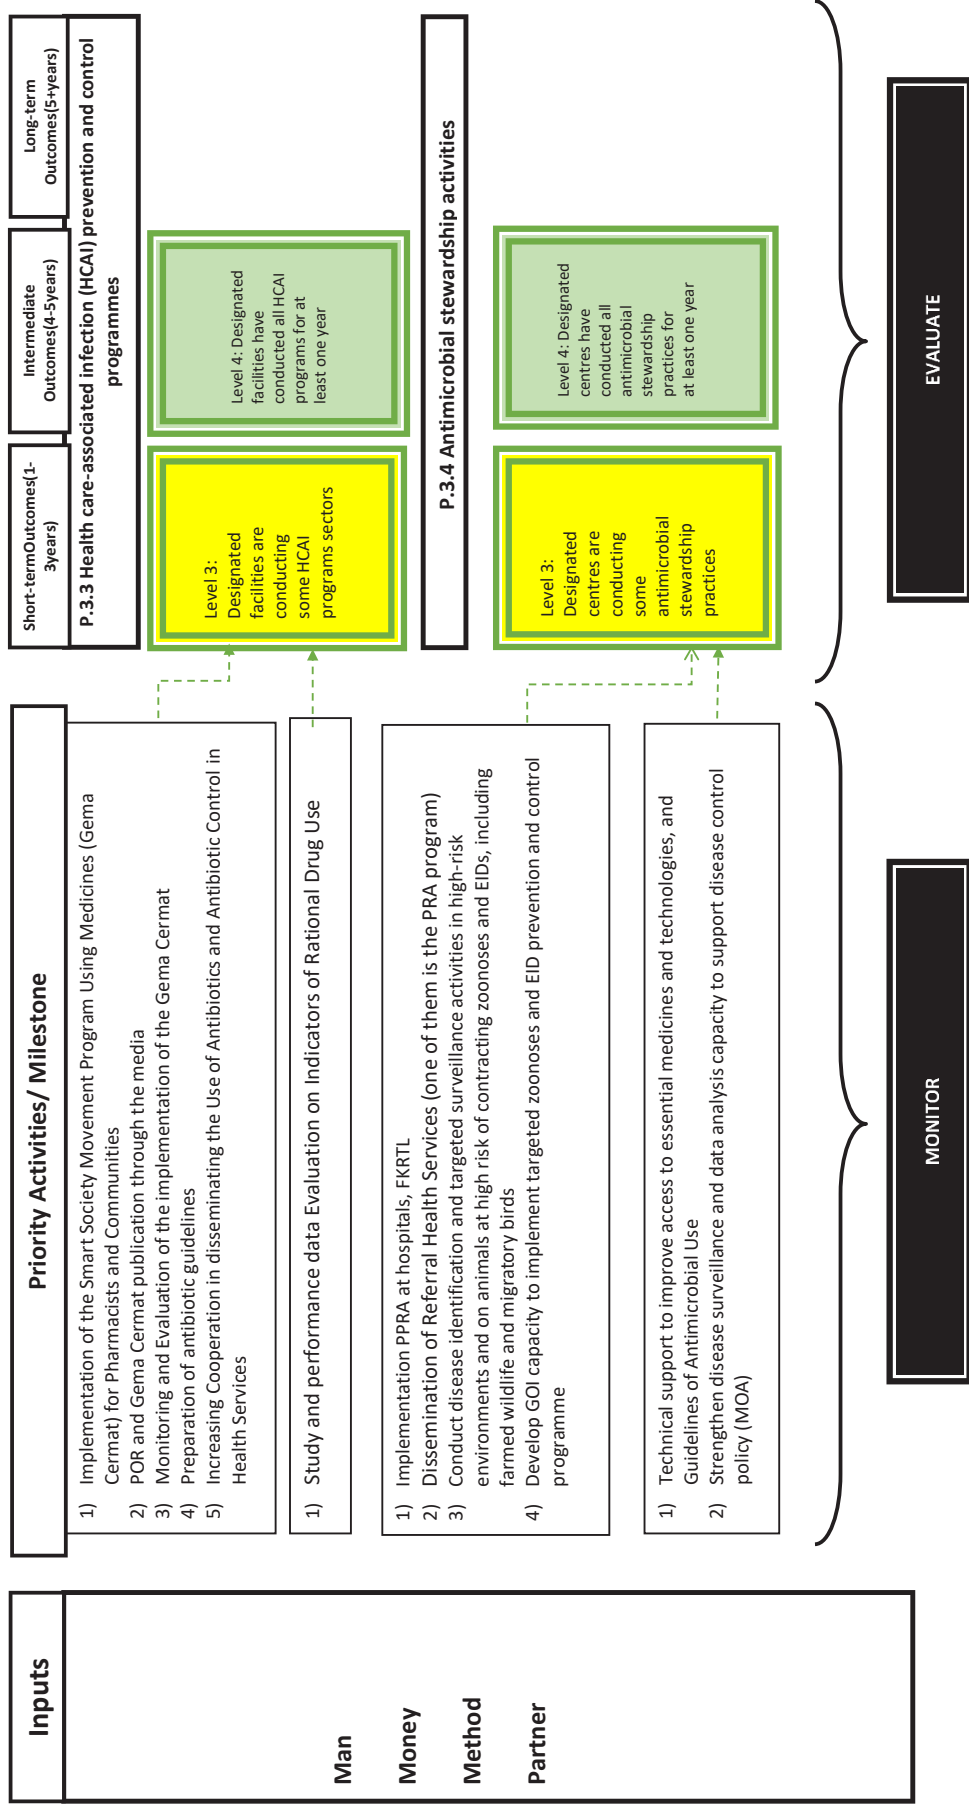 Inputs
Man
Money
Method
Partner
Priority Activities/ Milestone
1) Implementation of the Smart Society Movement Program Using Medicines (Gema
Cermat) for Pharmacists and Communities
2) POR and Gema Cermat publication through the media
3) Monitoring and Evaluation of the implementation of the Gema Cermat
4) Preparation of antibiotic guidelines
5) Increasing Cooperation in disseminating the Use of Antibiotics and Antibiotic Control in
Health Services
1) Study and performance data Evaluation on Indicators of Rational Drug Use
1) Implementation PPRA at hospitals, FKRTL
2) Dissemination of Referral Health Services (one of them is the PRA program)
3) Conduct disease identification and targeted surveillance activities in high-risk
environments and on animals at high risk of contracting zoonoses and EIDs, including
farmed wildlife and migratory birds
4) Develop GOI capacity to implement targeted zoonoses and EID prevention and control
programme
1) Technical support to improve access to essential medicines and technologies, and
Guidelines of Antimicrobial Use
2) Strengthen disease surveillance and data analysis capacity to support disease control
policy (MOA)
MONITOR
Short-termOutcomes(1-
3years)
Intermediate
Outcomes(4-5years)
Long-term
Outcomes(5+years)
P.3.3 Health care-associated infection (HCAI) prevention and control
programmes
Level 3:
Designated
facilities are
conducting
some HCAI
programs sectors
Level 4: Designated
facilities have
conducted all HCAI
programs for at
least one year
P.3.4 Antimicrobial stewardship activities
Level 3:
Designated
centres are
conducting
some
antimicrobial
stewardship
practices
Level 4: Designated
centres have
conducted all
antimicrobial
stewardship
practices for
at least one year
EVALUATE